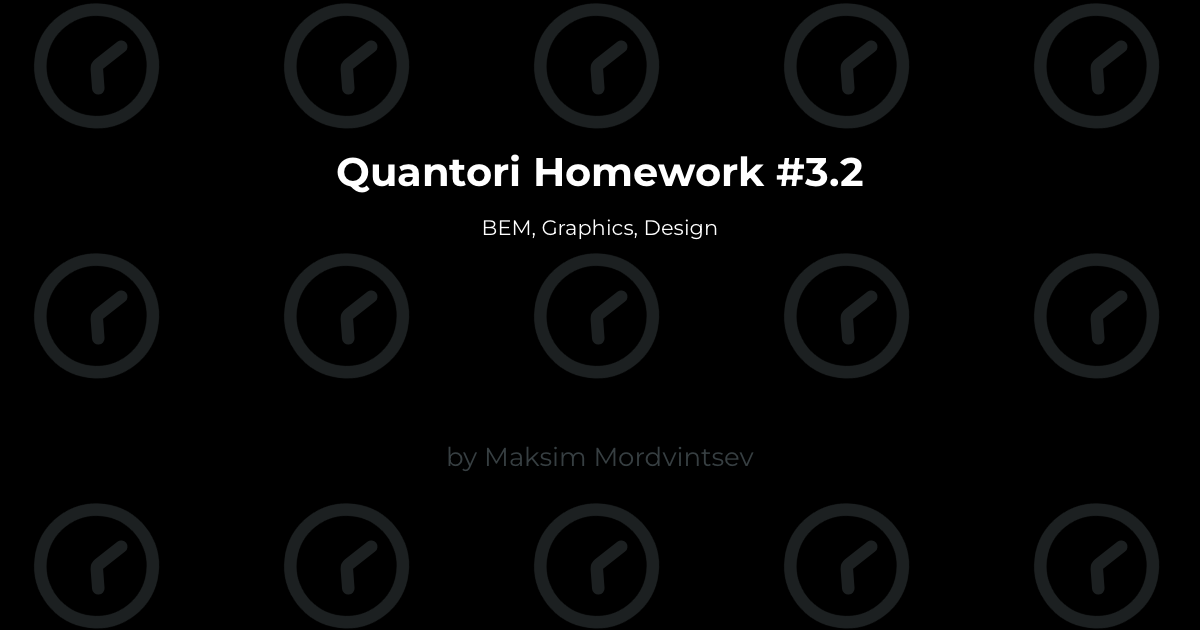 Quantori Homework #3.2
BEM, Graphics, Design
by Maksim Mordvintsev